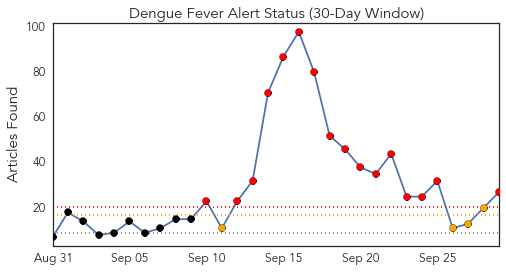 Dengue Fever Alert Status (30-Day Window)
Articles Found
100
80
60
40
20
Aug 31 Sep 05 Sep 10 Sep 15 Sep 20 Sep 25